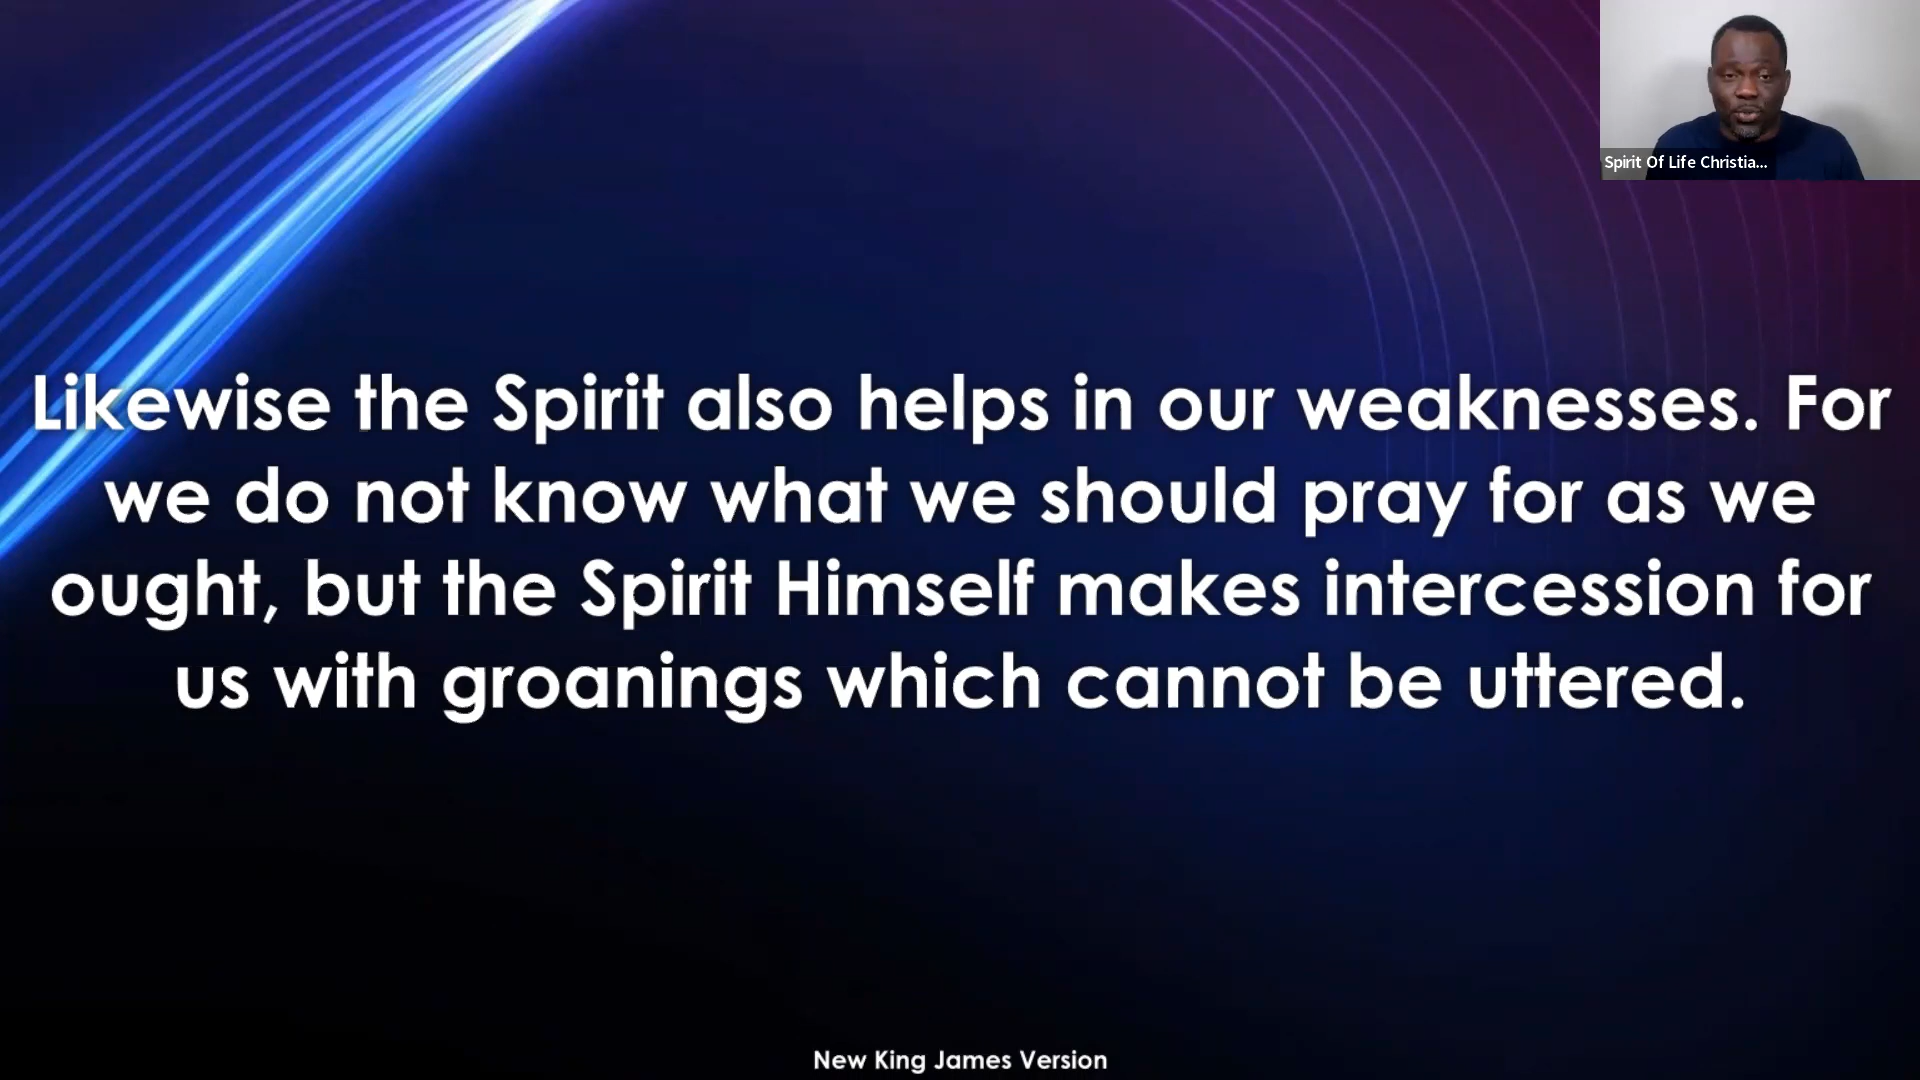 Spirit Of Life Christia...
Likewise the Spirit also helps in our weaknesses. For
we do not know what we should pray for as we
ought, but the Spirit Himself makes intercession for
us with groanings which cannot be uttered.
New King James Version